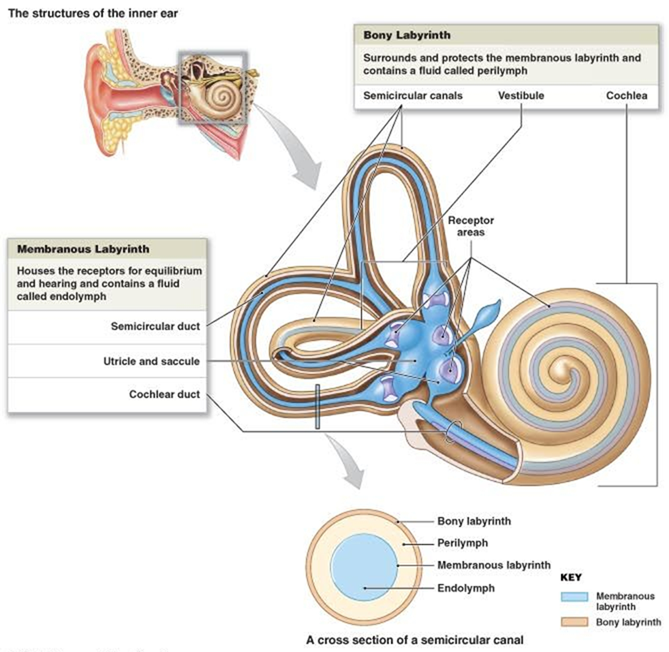 The structures of the inner ear
Bony Labyrinth
Surrounds and protects the membranous labyrinth and
contains a fluid called perilymph
Semicircular canals
Vestibule
Cochlea
Receptor
areas
Membranous Labyrinth
Houses the receptors for equilibrium
and hearing and contains a fluid
called endolymph
Semicircular duct
Utricle and saccule
Cochlear duct
Bony labyrinth
Perilymph
Membranous labyrinth
Endolymph
KEY
Membranous
labyrinth
Bony labyrinth
A cross section of a semicircular canal